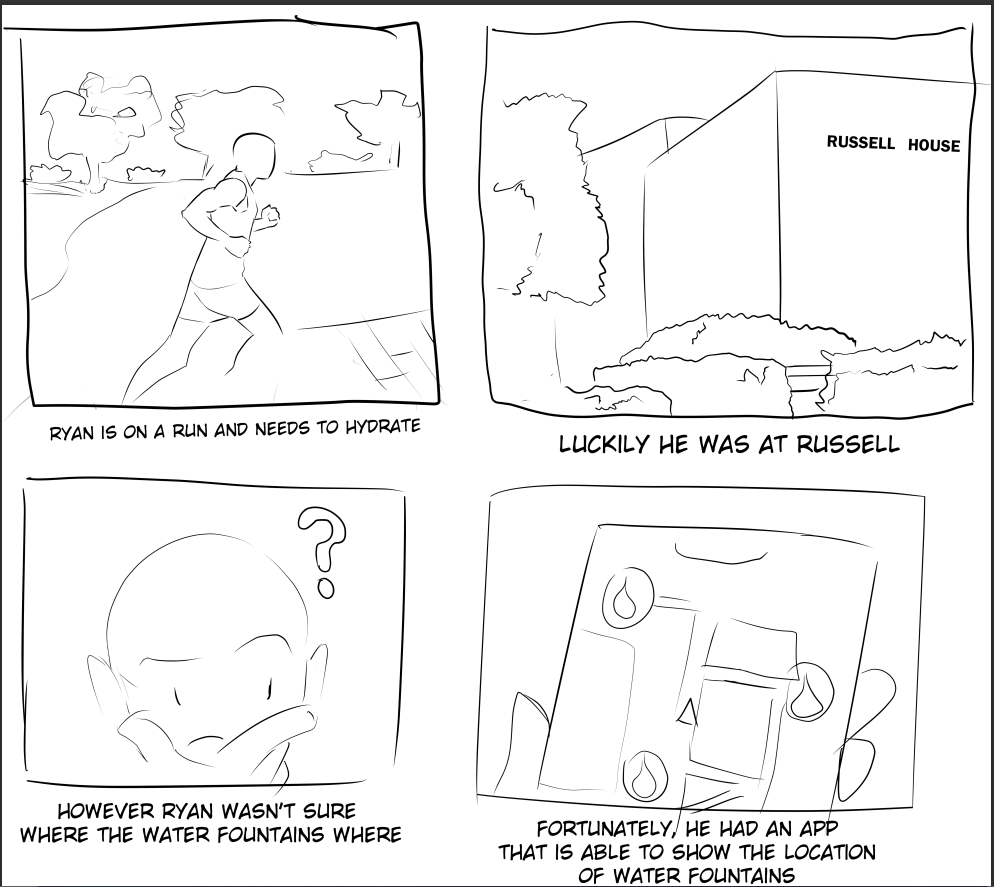 RUSSELL HOUSE
RYAN IS ON A RUN AND NEEDS TO HYDRATE
LUCKILY HE WAS AT RUSSELL
?
HOWEVER RYAN WASN'T SURE
WHERE THE WATER FOUNTAINS WHERE
FORTUNATELY, HE HAD AN APP
THAT IS ABLE TO SHOW THE LOCATION
OF WATER FOUNTAINS